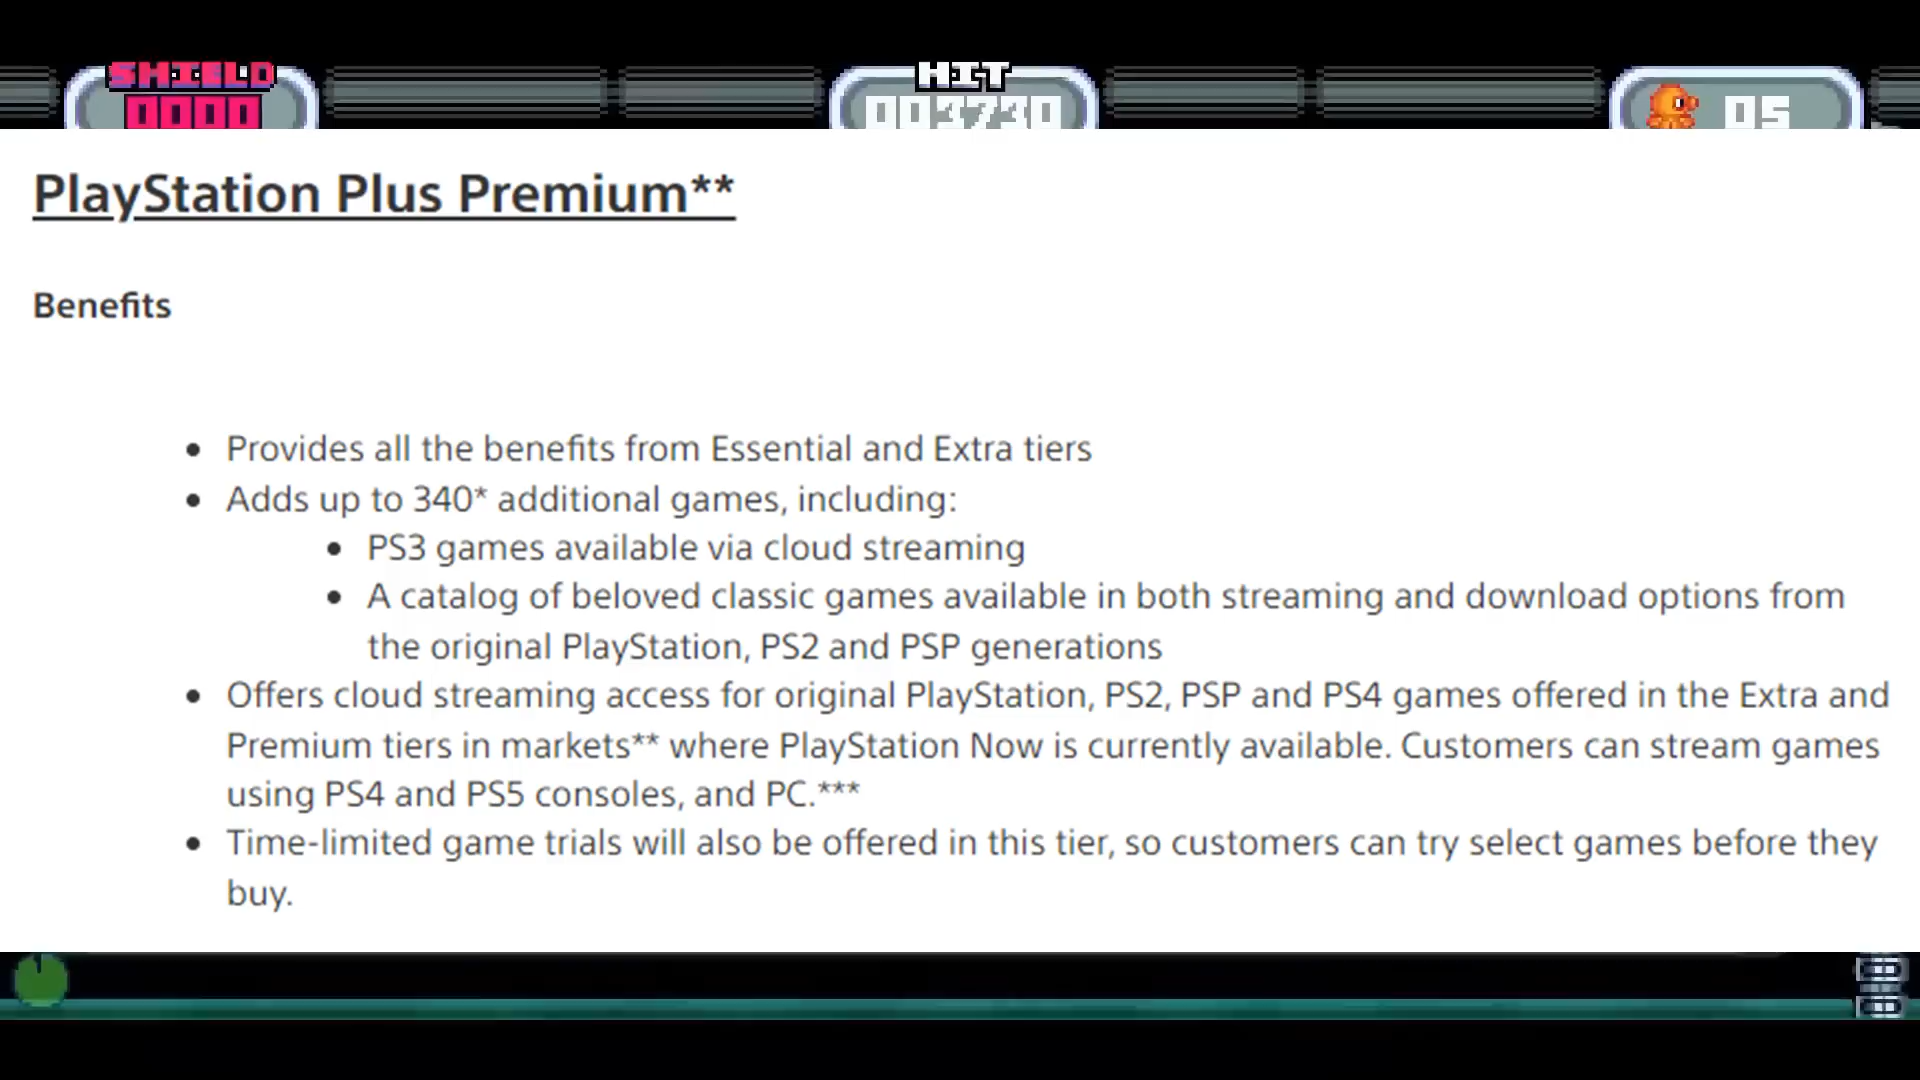 SHIELD HIT
0000 003730 05
PlayStation Plus Premium**
Benefits
• Provides all the benefits from Essential and Extra tiers
• Adds up to 340* additional games, including:
• PS3 games available via cloud streaming
• A catalog of beloved classic games available in both streaming and download options from
the original PlayStation, PS2 and PSP generations
• Offers cloud streaming access for original PlayStation, PS2, PSP and PS4 games offered in the Extra and
Premium tiers in markets** where PlayStation Now is currently available. Customers can stream games
using PS4 and PS5 consoles, and PC.***
• Time-limited game trials will also be offered in this tier, so customers can try select games before they
buy.